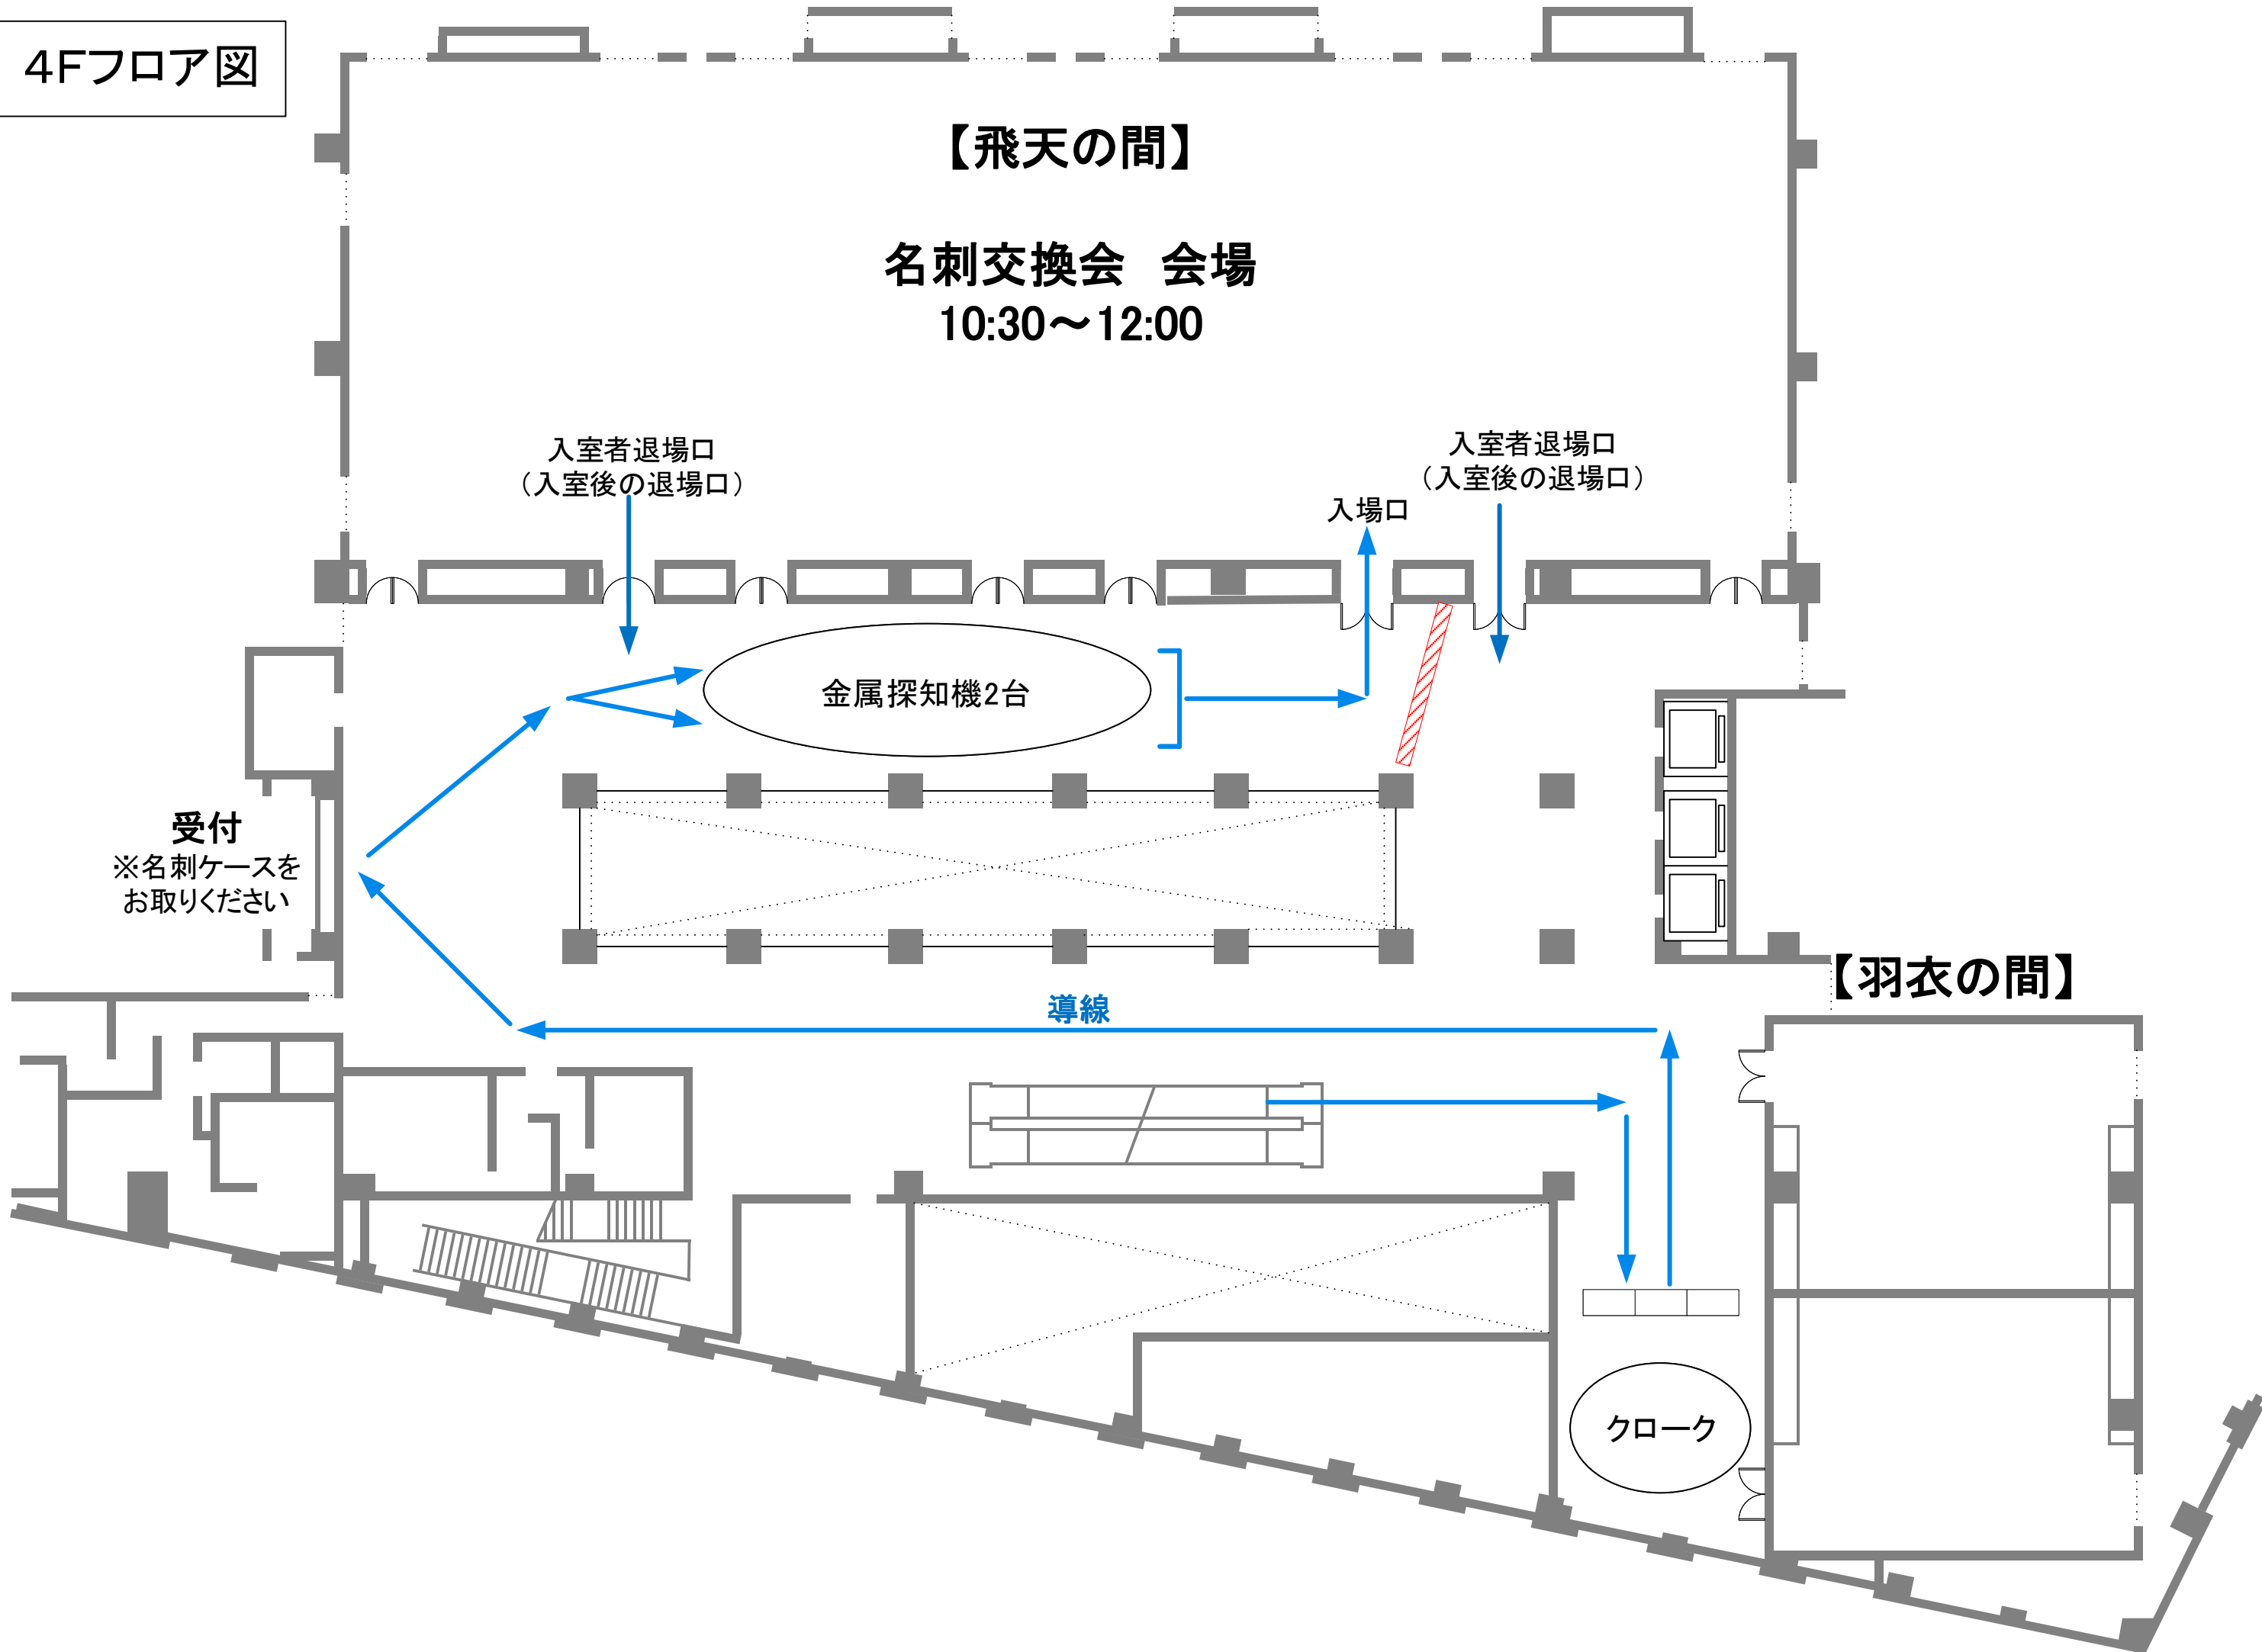 4Fフロア図
【飛天の間】
名刺交換会　会場
10:30～12:00
入室者退場口
（入室後の退場口）
入室者退場口
（入室後の退場口）
入場口
金属探知機2台
受付
※名刺ケースを
お取りください
【羽衣の間】
導線
クローク